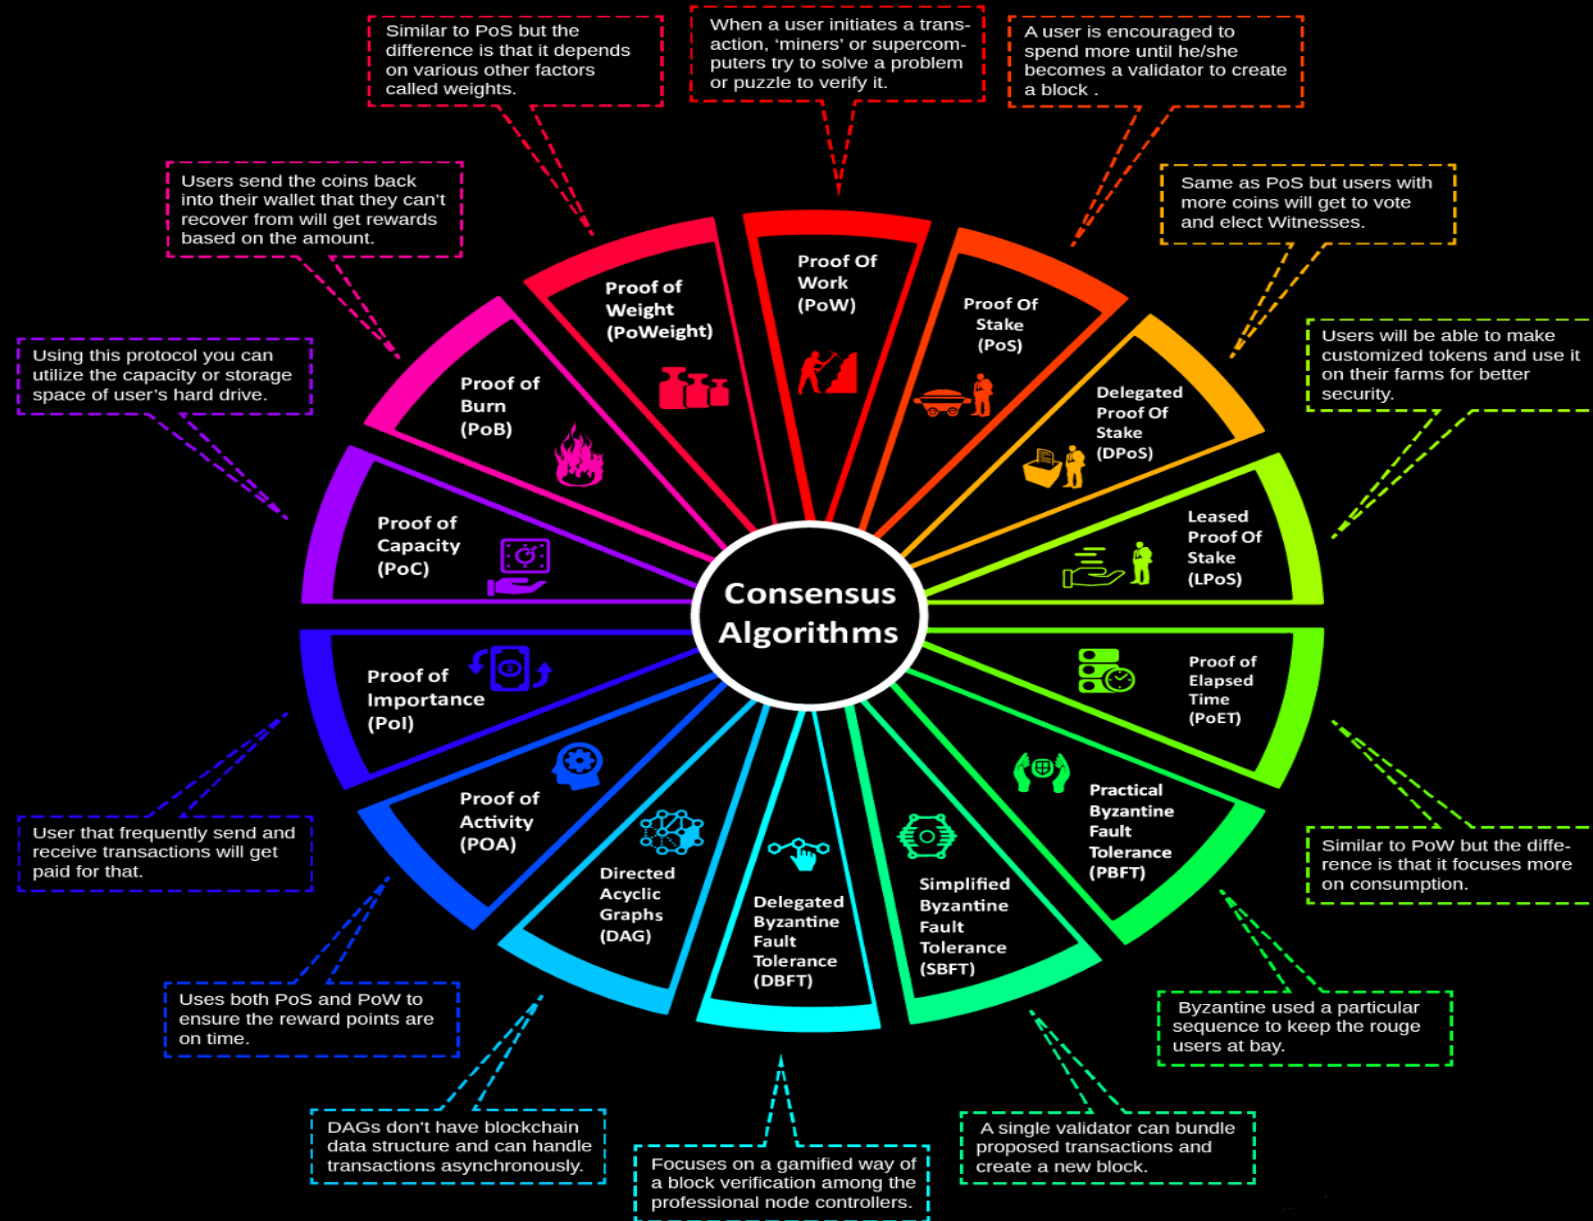 Consensus
Algorithms
When a user initiates a trans-
action, ‘miners’ or supercom-
puters try to solve a problem
or puzzle to verify it.
Proof Of
Work
(PoW)
A user is encouraged to
spend more until he/she
becomes a validator to create
a block .
Proof Of
Stake
(PoS)
Same as PoS but users with
more coins will get to vote
and elect Witnesses.
Delegated
Proof Of
Stake
(DPoS)
Users will be able to make
customized tokens and use it
on their farms for better
security.
Leased
Proof Of
Stake
(LPoS)
Proof of
Elapsed
Time
(PoET)
Similar to PoW but the diffe-
rence is that it focuses more
on consumption.
Practical
Byzantine
Fault
Tolerance
(PBFT)
Byzantine used a particular
sequence to keep the rouge
users at bay.
Simplified
Byzantine
Fault
Tolerance
(SBFT)
A single validator can bundle
proposed transactions and
create a new block.
Delegated
Byzantine
Fault
Tolerance
(DBFT)
Focuses on a gamified way of
a block verification among the
professional node controllers.
Directed
Acyclic
Graphs
(DAG)
DAGs don’t have blockchain
data structure and can handle
transactions asynchronously.
Proof of
Activity
(POA)
Uses both PoS and PoW to
ensure the reward points are
on time.
Proof of
Importance
(PoI)
User that frequently send and
receive transactions will get
paid for that.
Proof of
Capacity
(PoC)
Using this protocol you can
utilize the capacity or storage
space of user’s hard drive.
Proof of
Burn
(PoB)
Users send the coins back
into their wallet that they can’t
recover from will get rewards
based on the amount.
Proof of
Weight
(PoWeight)
Similar to PoS but the
difference is that it depends
on various other factors
called weights.